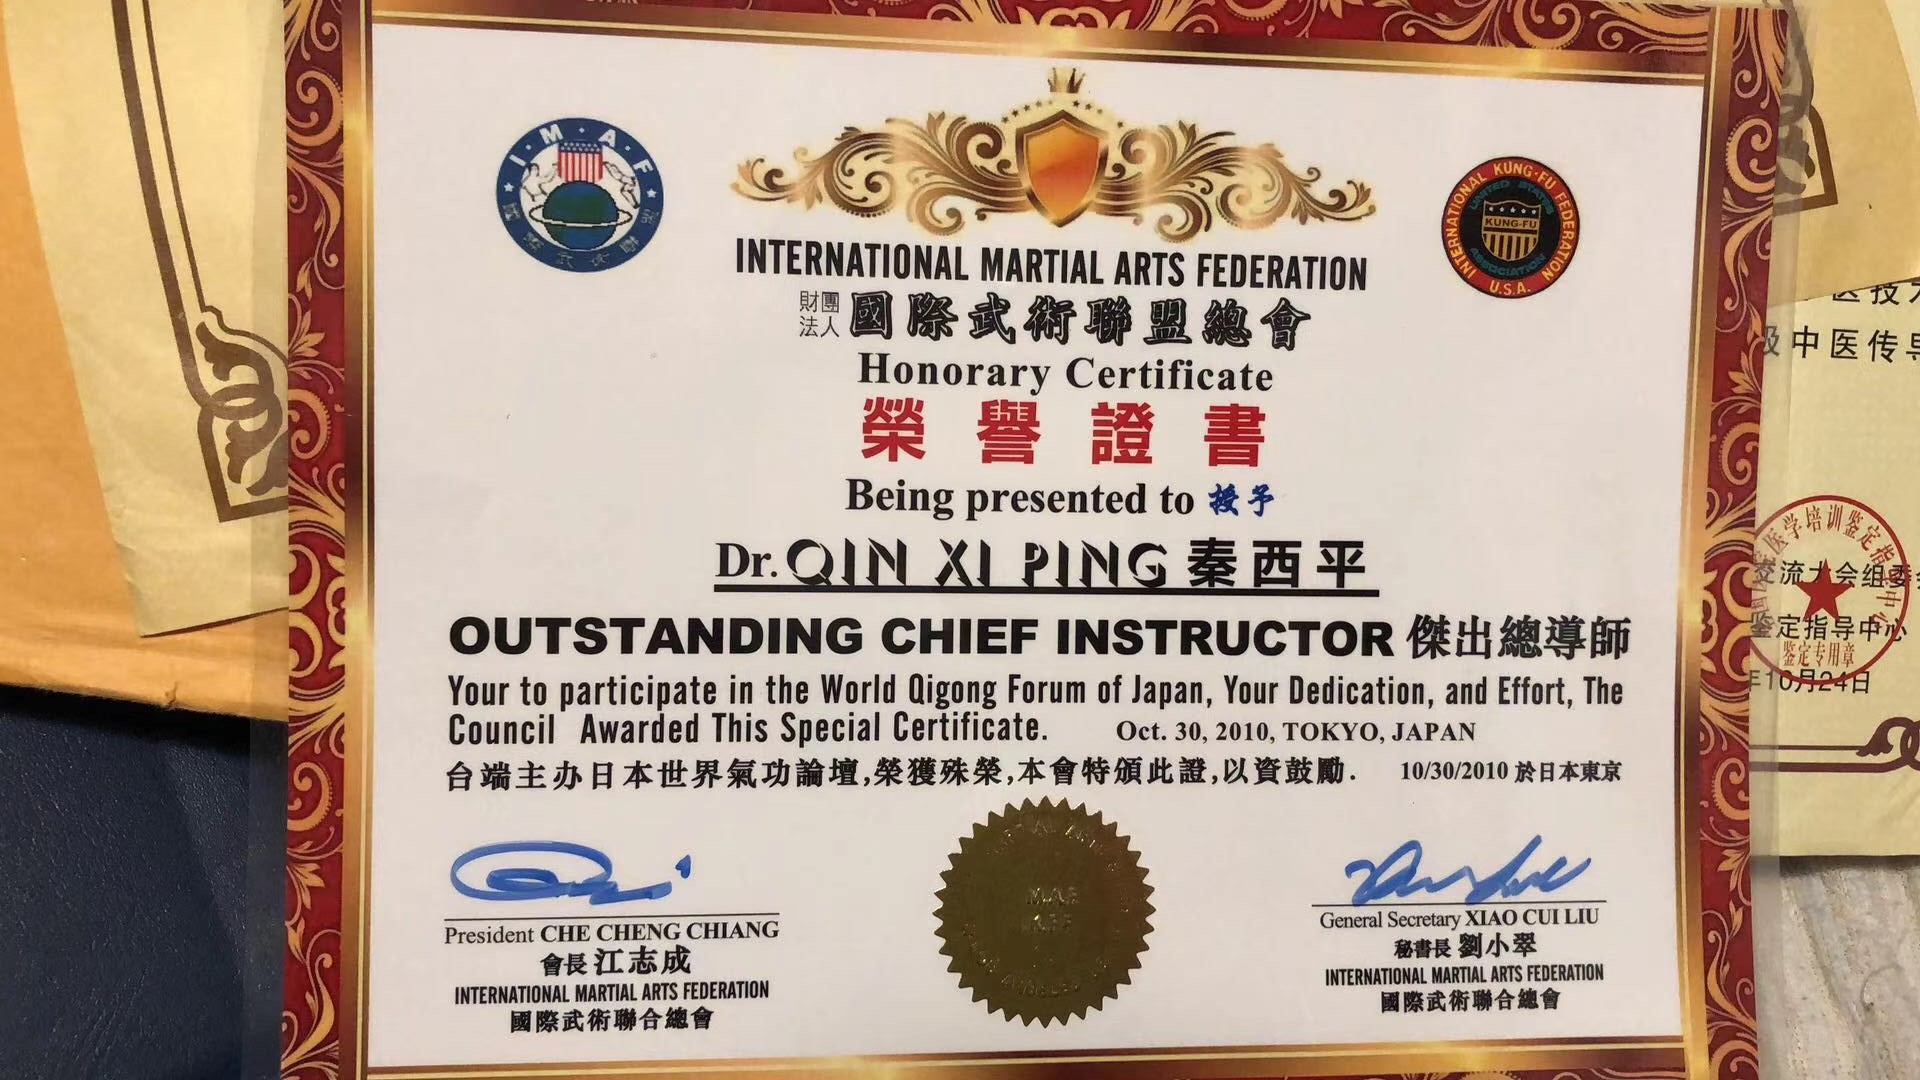 I·M·A·F
INTERNATIONAL KUNG-FU FEDERATION
UNITED STATES
KUNG-FU
ASSOCIATION
U.S.A.
INTERNATIONAL MARTIAL ARTS FEDERATION
財團法人 國際武術聯盟總會
Honorary Certificate
榮譽證書
Being presented to 授予
Dr. QIN XI PING 秦西平
OUTSTANDING CHIEF INSTRUCTOR 傑出總導師
Your to participate in the World Qigong Forum of Japan, Your Dedication, and Effort, The
Council Awarded This Special Certificate. Oct. 30, 2010, TOKYO, JAPAN
台端主办日本世界氣功論壇,榮獲殊榮,本會特頒此證,以資鼓勵. 10/30/2010 於日本東京
President CHE CHENG CHIANG
會長 江志成
INTERNATIONAL MARTIAL ARTS FEDERATION
國際武術聯合總會
General Secretary XIAO CUI LIU
秘書長 劉小翠
INTERNATIONAL MARTIAL ARTS FEDERATION
國際武術聯合總會
医技
中医传
交流大会组委
鉴定指导中心
鉴定专用章
年10月24日